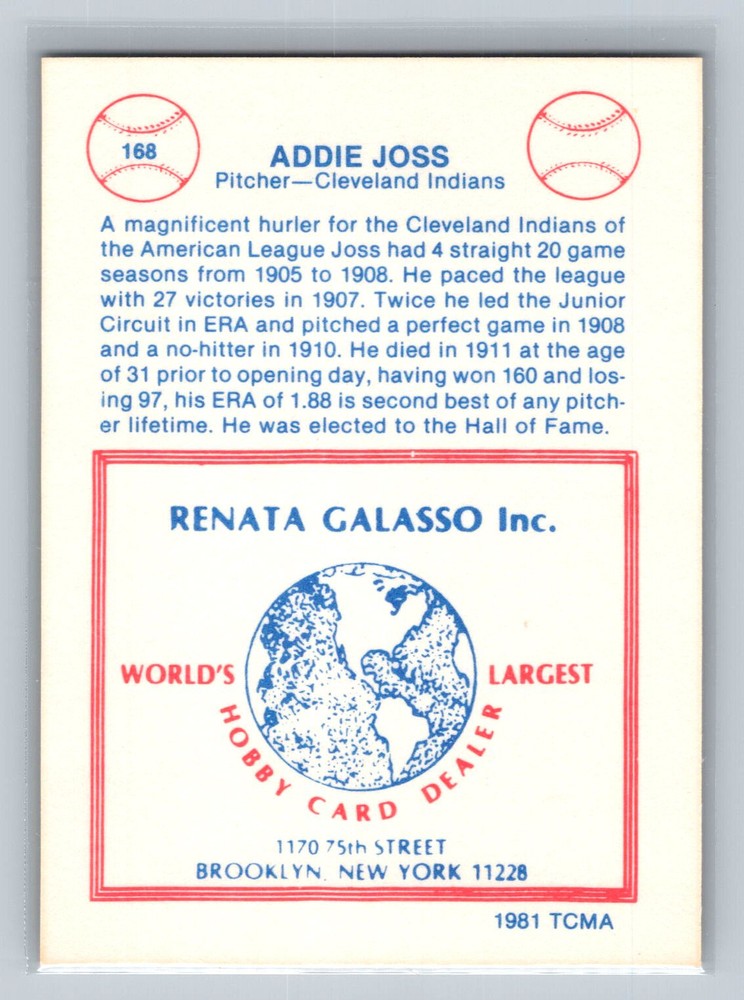 168
ADDIE JOSS
Pitcher—Cleveland Indians
A magnificent hurler for the Cleveland Indians of
the American League Joss had 4 straight 20 game
seasons from 1905 to 1908. He paced the league
with 27 victories in 1907. Twice he led the Junior
Circuit in ERA and pitched a perfect game in 1908
and a no-hitter in 1910. He died in 1911 at the age
of 31 prior to opening day, having won 160 and los-
ing 97, his ERA of 1.88 is second best of any pitch-
er lifetime. He was elected to the Hall of Fame.
RENATA GALASSO Inc.
WORLD'S LARGEST
HOBBY CARD DEALER
1170 75th STREET
BROOKLYN, NEW YORK 11228
1981 TCMA